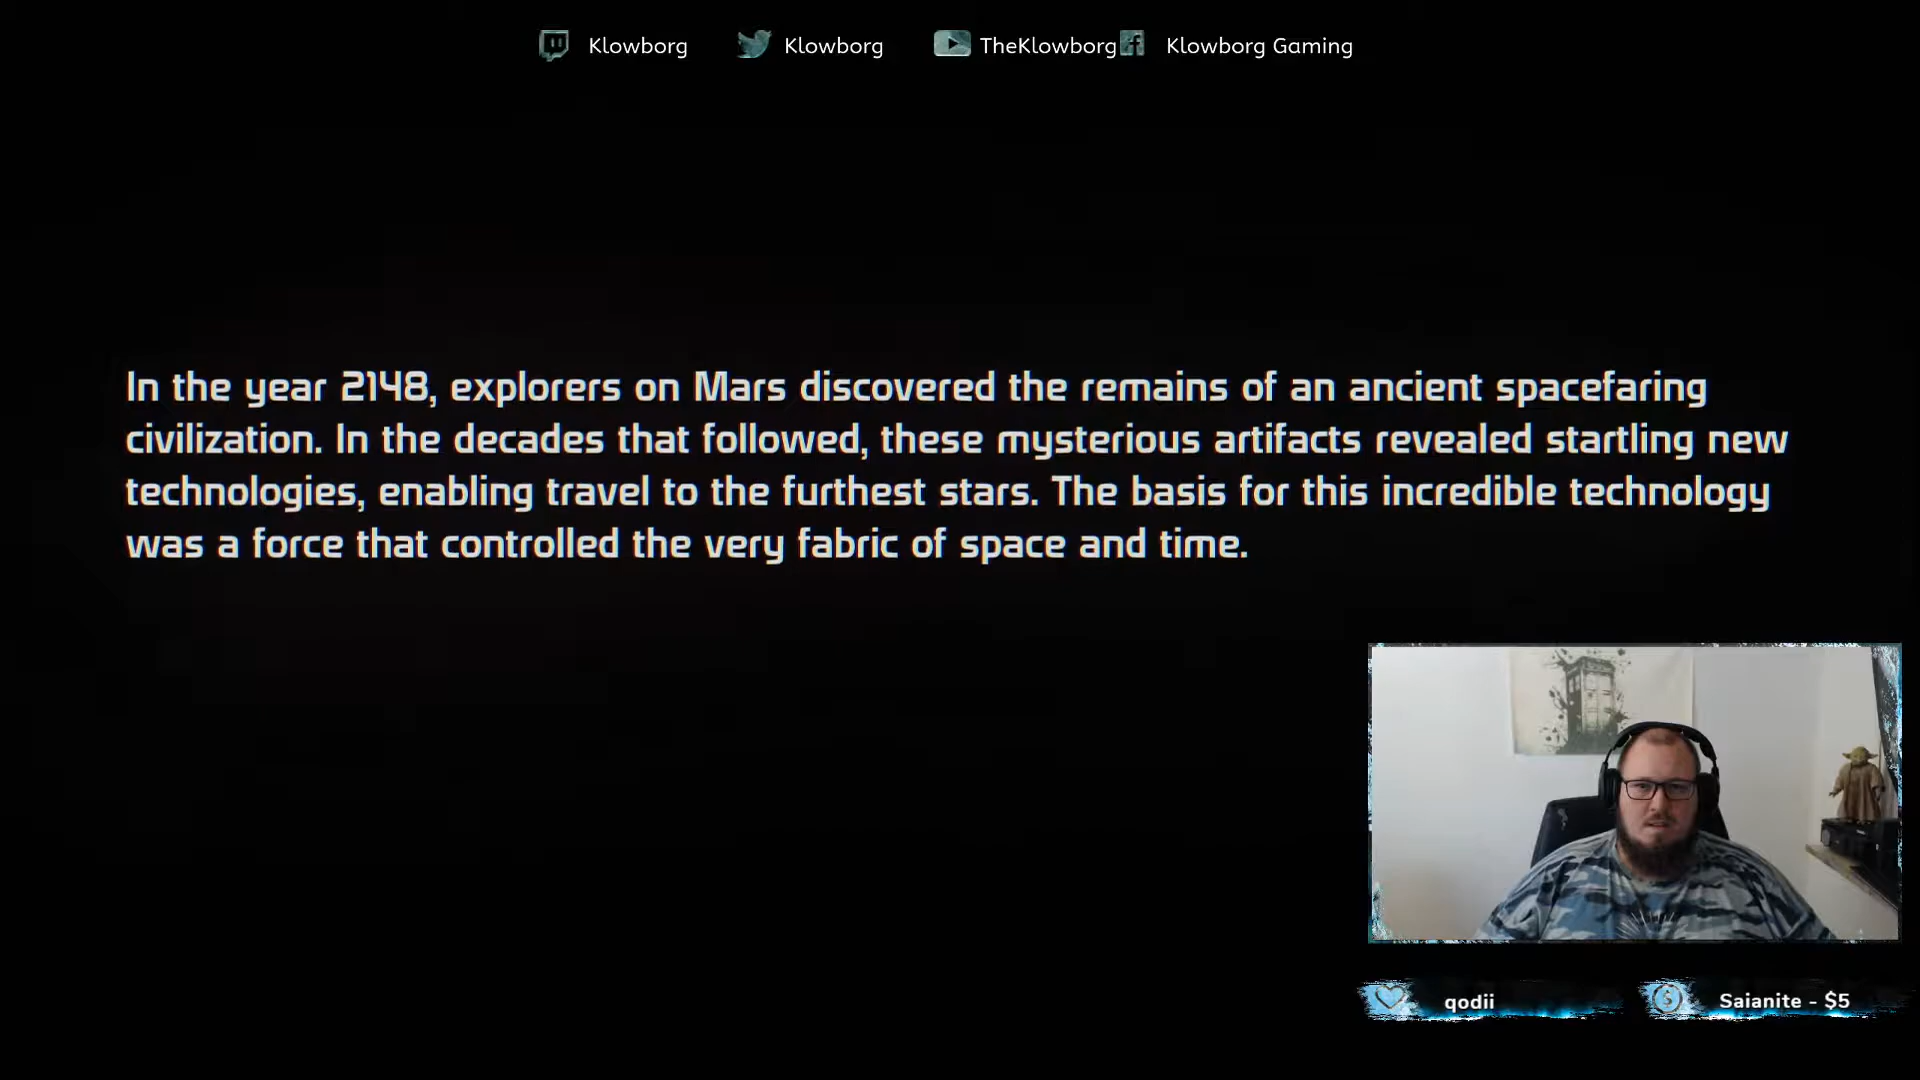 Klowborg Klowborg TheKlowborg Klowborg Gaming
In the year 2148, explorers on Mars discovered the remains of an ancient spacefaring
civilization. In the decades that followed, these mysterious artifacts revealed startling new
technologies, enabling travel to the furthest stars. The basis for this incredible technology
was a force that controlled the very fabric of space and time.
qodii Saianite - $5